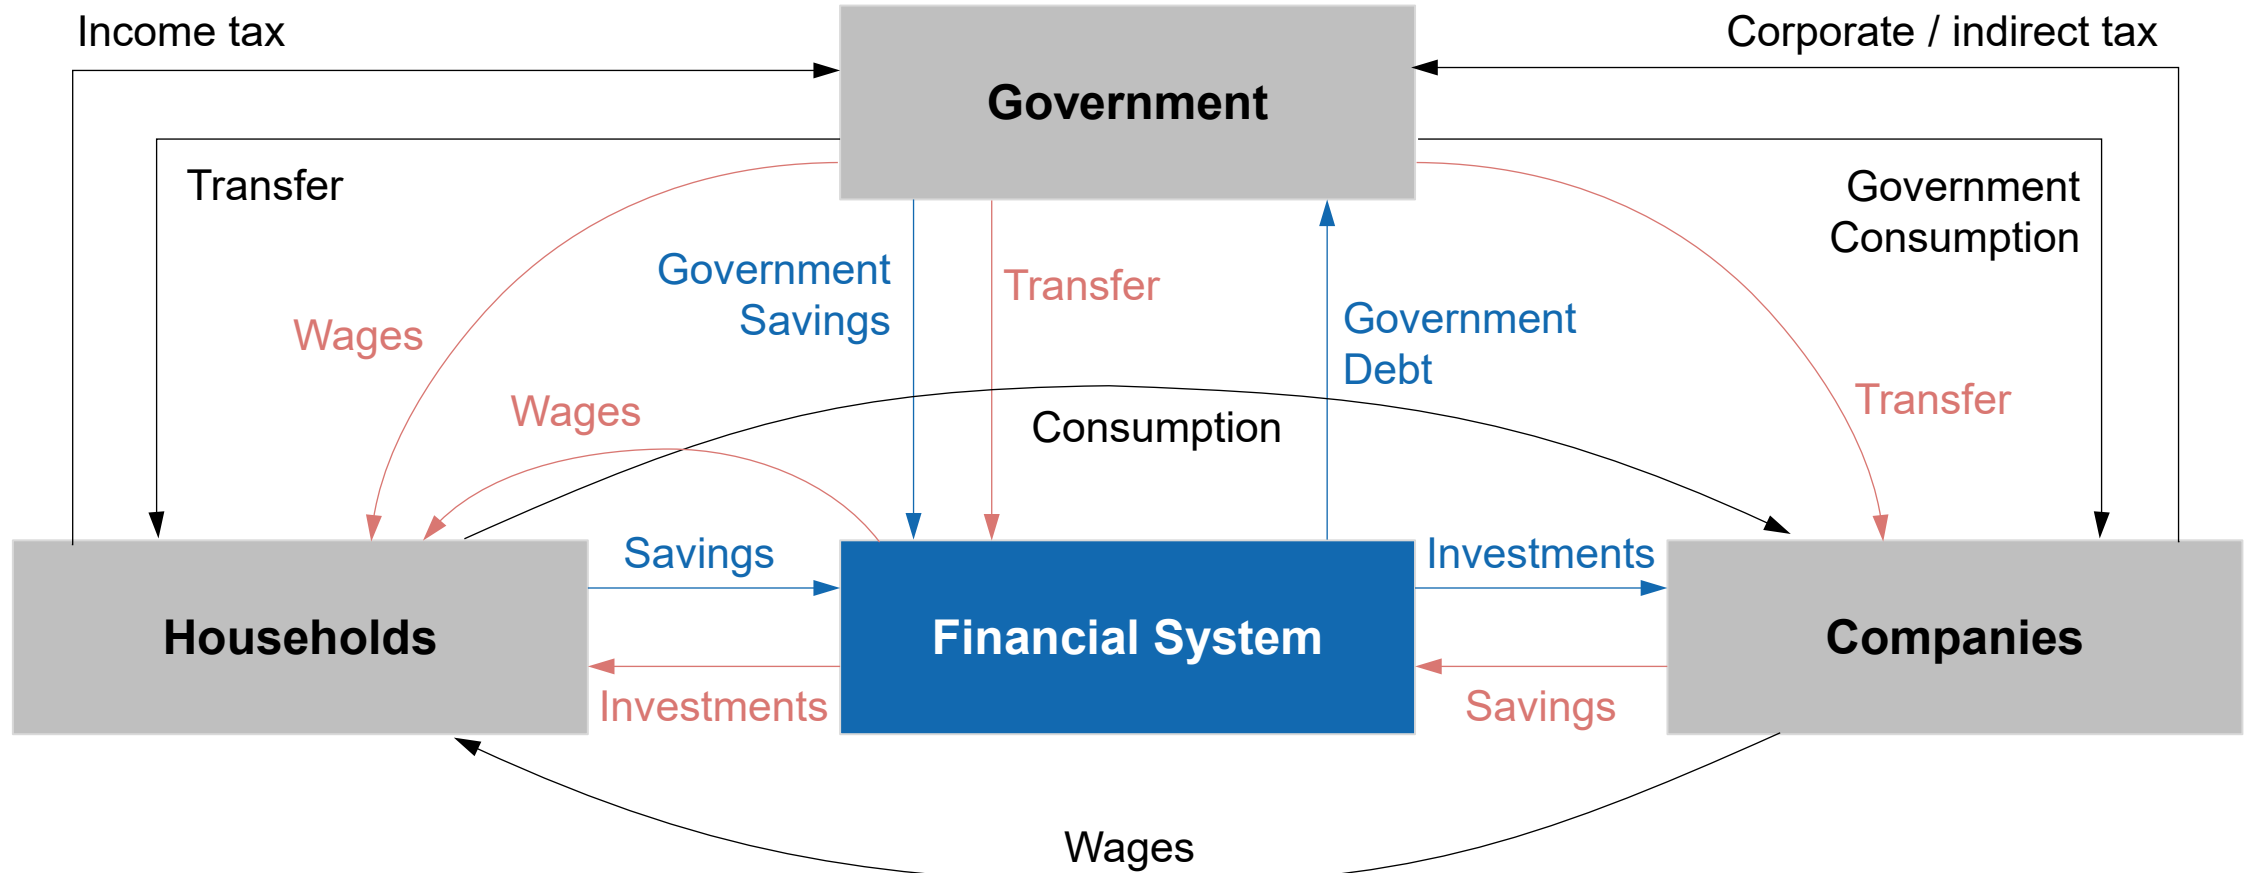 Income tax
Corporate / indirect tax
Government
Transfer
Government
Consumption
Government
Savings
Transfer
Government
Debt
Wages
Transfer
Wages
Consumption
Savings
Investments
Households
Financial System
Companies
Investments
Savings
Wages